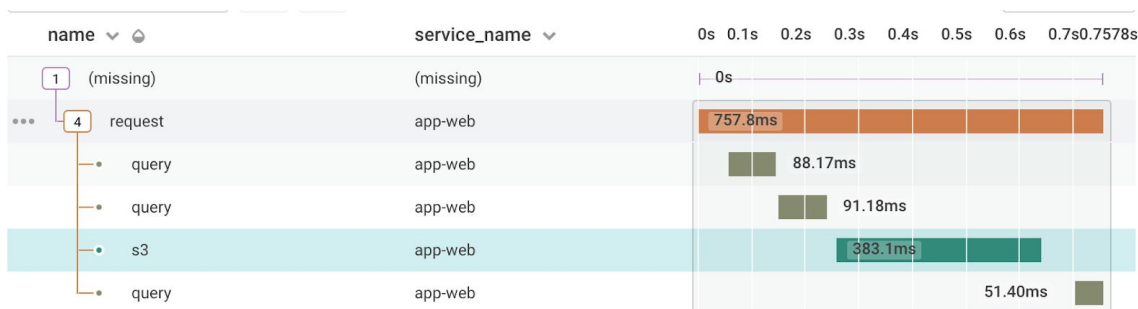 name service_name 0s 0.1s 0.2s 0.3s 0.4s 0.5s 0.6s 0.7s0.7578s
1 (missing) (missing) 0s
4 request app-web 757.8ms
query app-web 88.17ms
query app-web 91.18ms
s3 app-web 383.1ms
query app-web 51.40ms